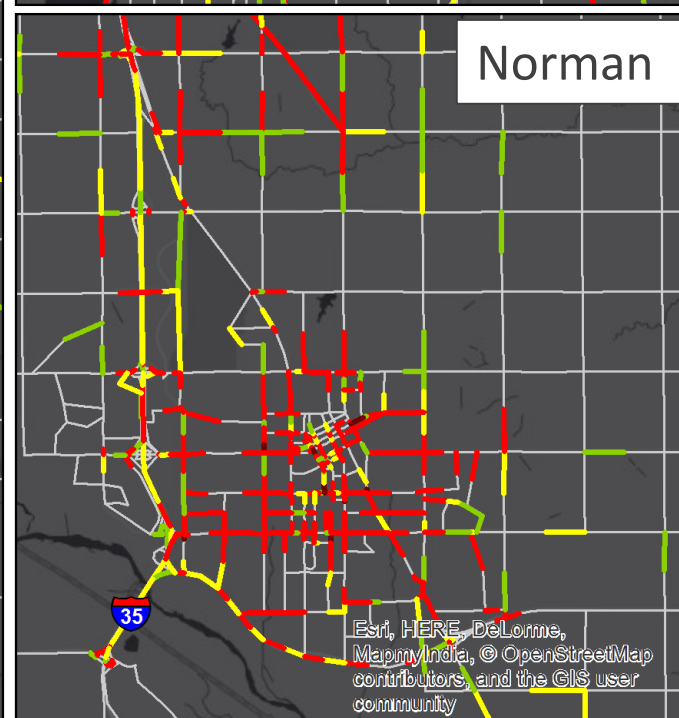 Norman
35
Esri, HERE, DeLorme,
MapmyIndia, © OpenStreetMap
contributors, and the GIS user
community